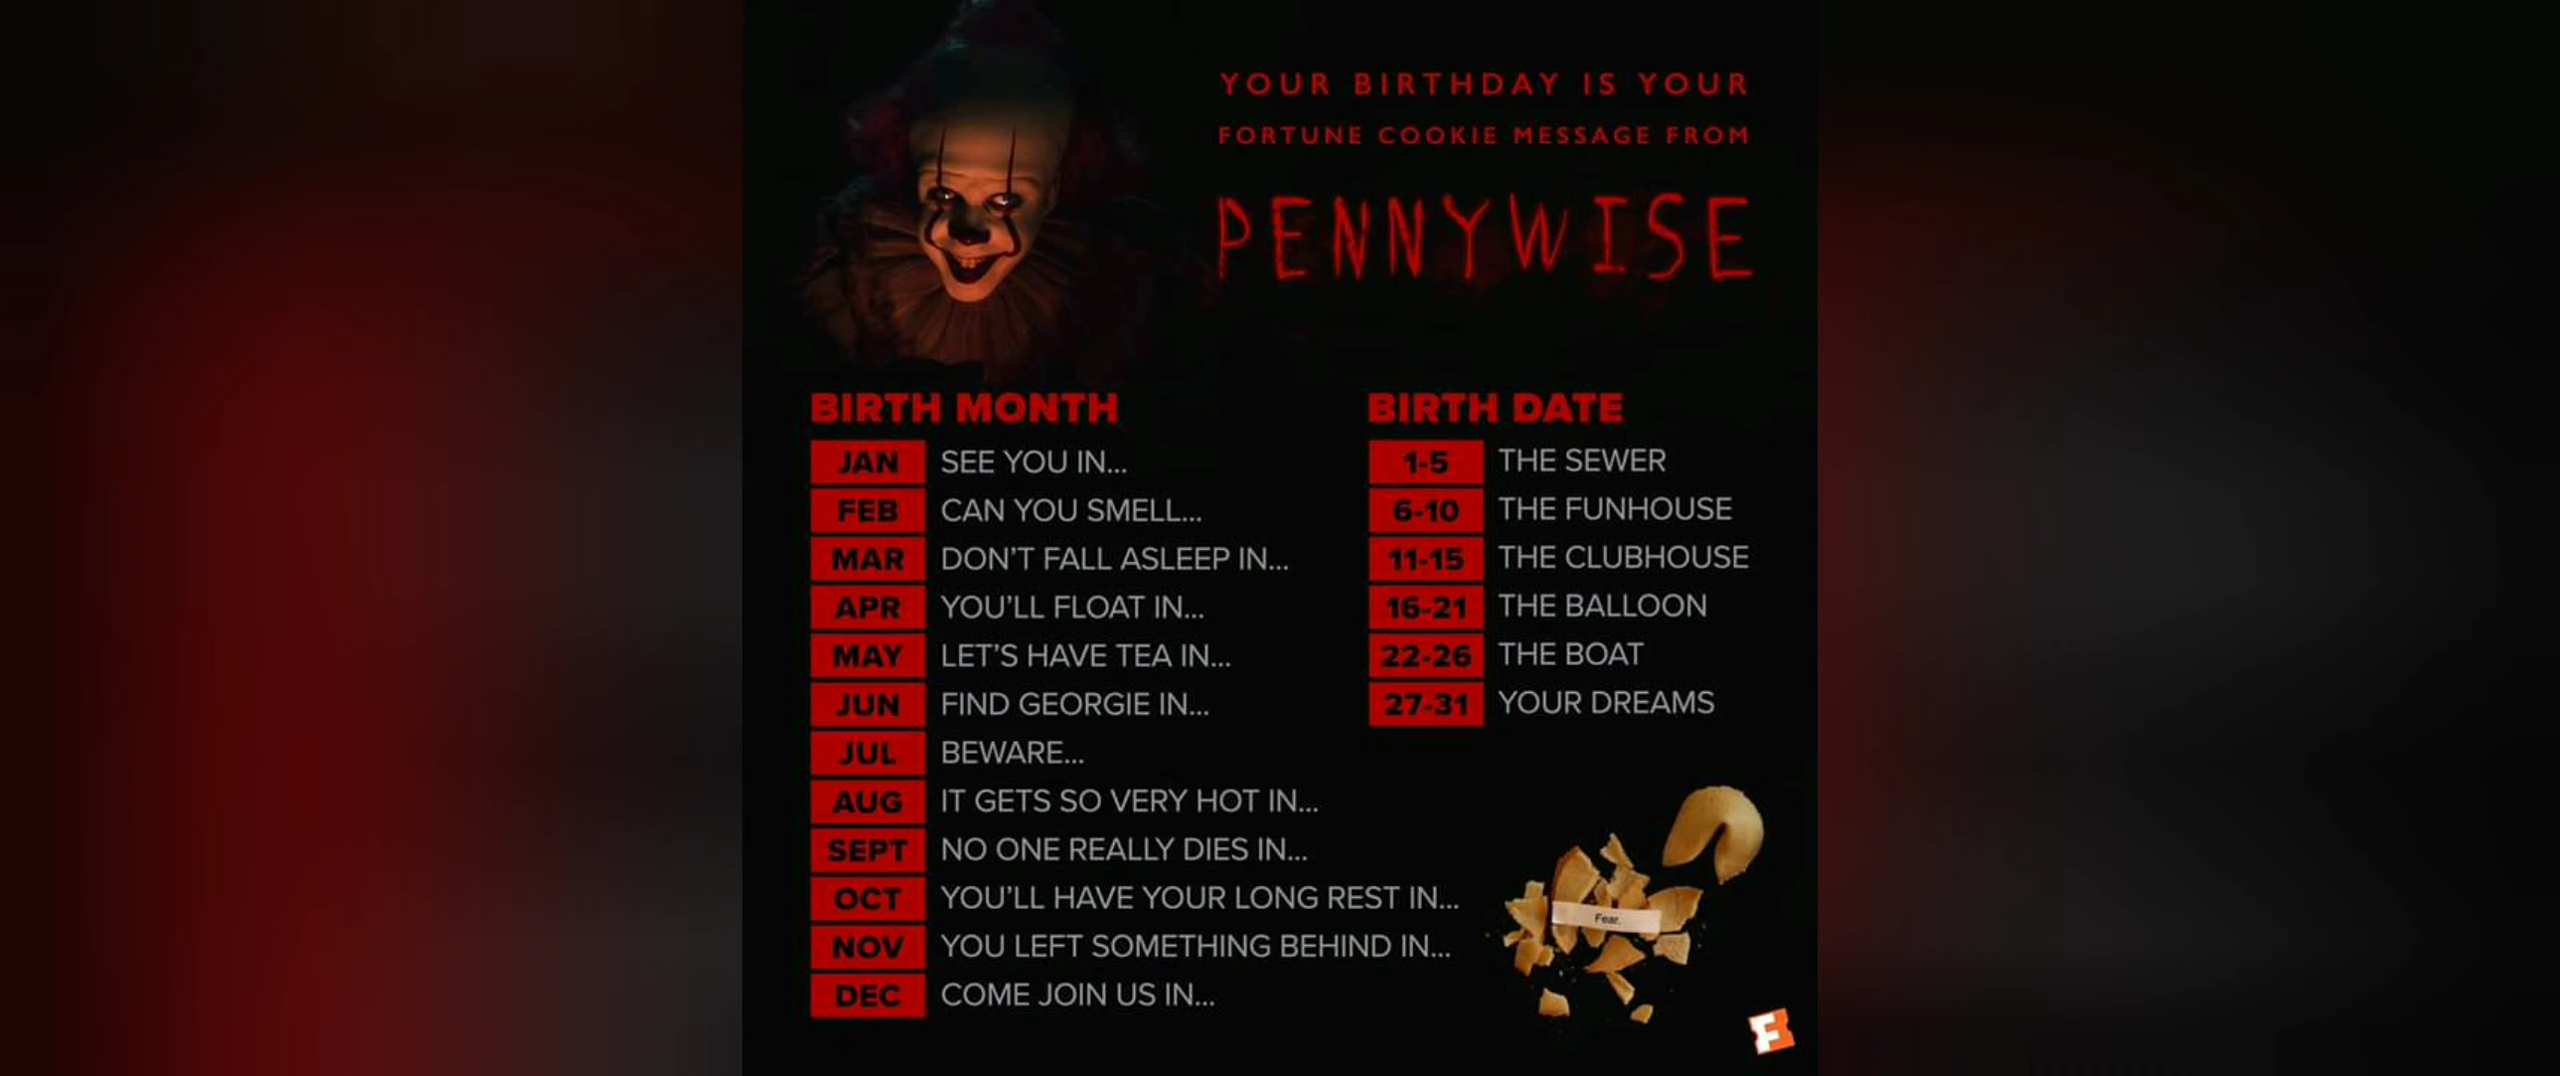 YOUR BIRTHDAY IS YOUR
FORTUNE COOKIE MESSAGE FROM
PENNYWISE
BIRTH MONTH
JAN SEE YOU IN...
FEB CAN YOU SMELL...
MAR DON'T FALL ASLEEP IN...
APR YOU'LL FLOAT IN...
MAY LET'S HAVE TEA IN...
JUN FIND GEORGIE IN...
JUL BEWARE...
AUG IT GETS SO VERY HOT IN...
SEPT NO ONE REALLY DIES IN...
OCT YOU'LL HAVE YOUR LONG REST IN...
NOV YOU LEFT SOMETHING BEHIND IN...
DEC COME JOIN US IN...
BIRTH DATE
1-5 THE SEWER
6-10 THE FUNHOUSE
11-15 THE CLUBHOUSE
16-21 THE BALLOON
22-26 THE BOAT
27-31 YOUR DREAMS
Fear.
F